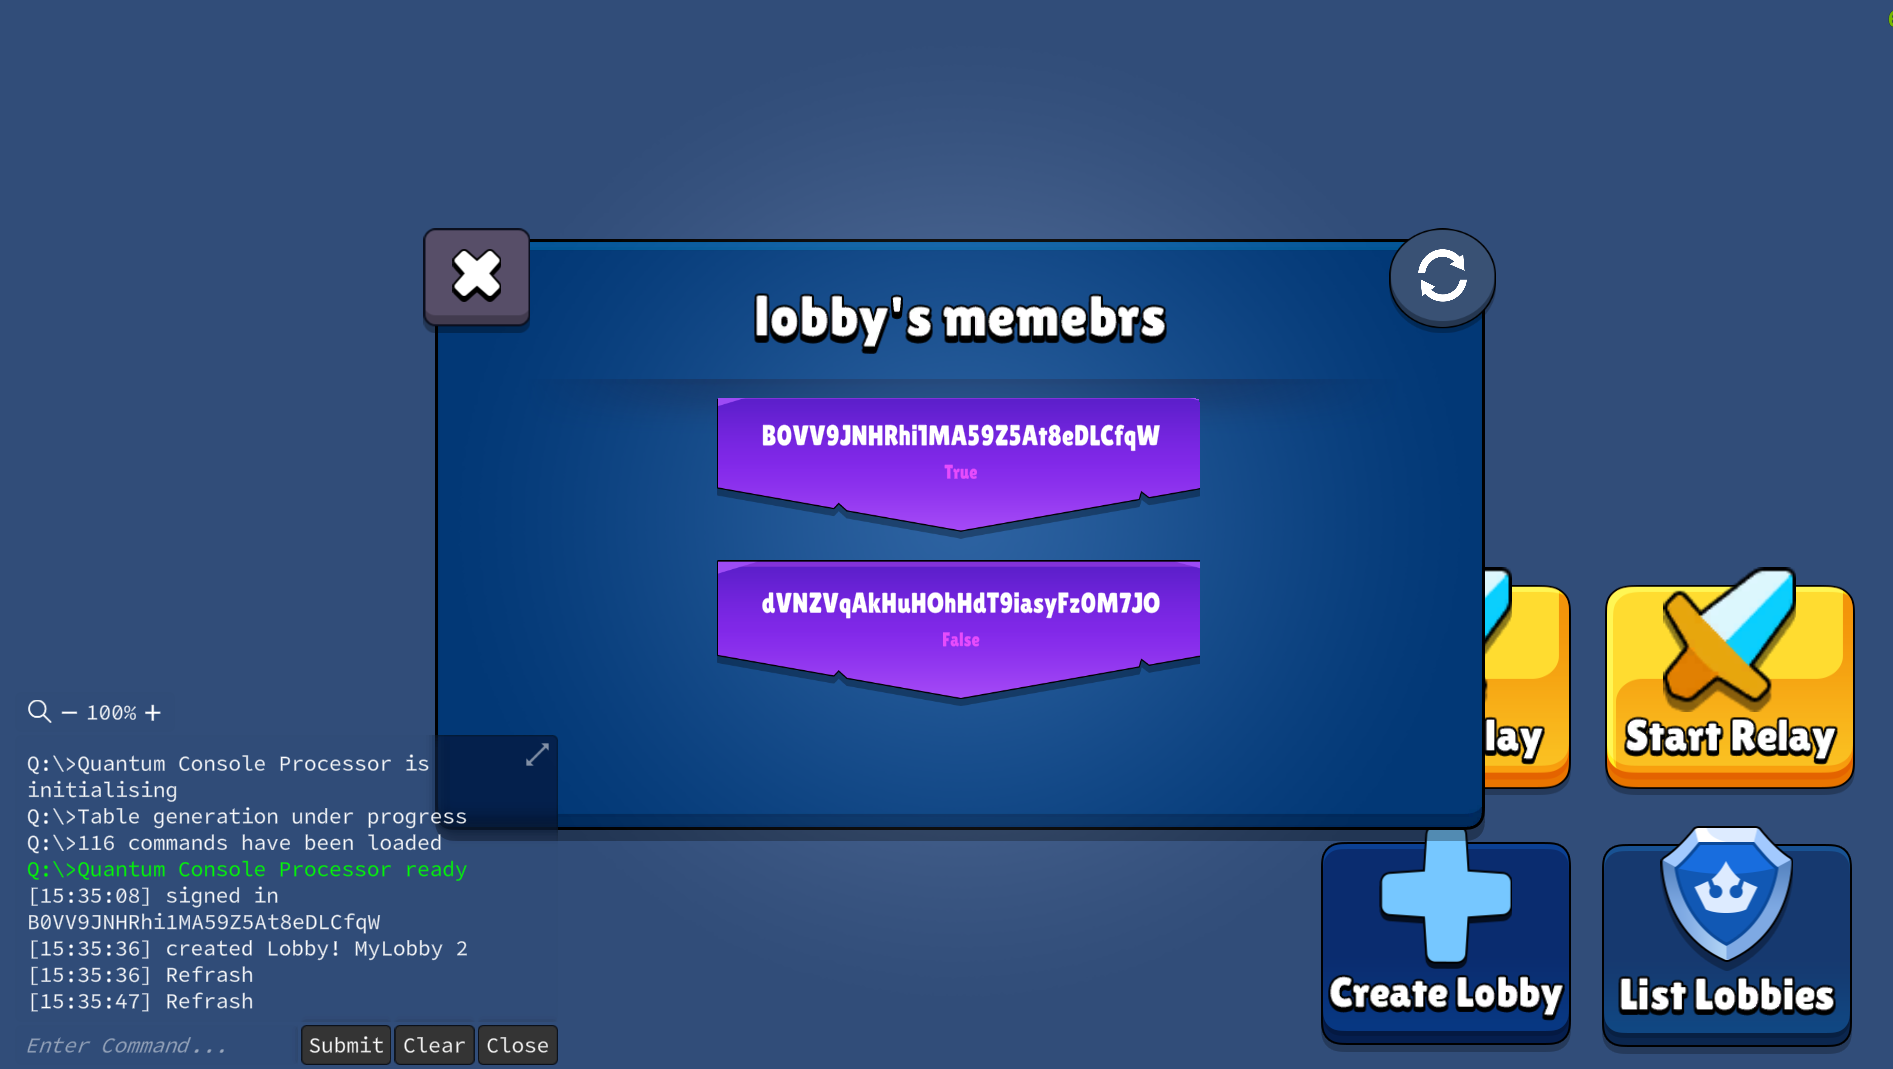 lobby's memebrs
B0VV9JNHRhi1MA59Z5At8eDLCfqW
True
dVNZVqAkHuHOhHdT9iasyFz0M7JO
False
lay
Start Relay
100%
Q:\>Quantum Console Processor is
initialising
Q:\>Table generation under progress
Q:\>116 commands have been loaded
Q:\>Quantum Console Processor ready
[15:35:08] signed in
B0VV9JNHRhi1MA59Z5At8eDLCfqW
[15:35:36] created Lobby! MyLobby 2
[15:35:36] Refrash
[15:35:47] Refrash
Create Lobby
List Lobbies
Enter Command... Submit Clear Close